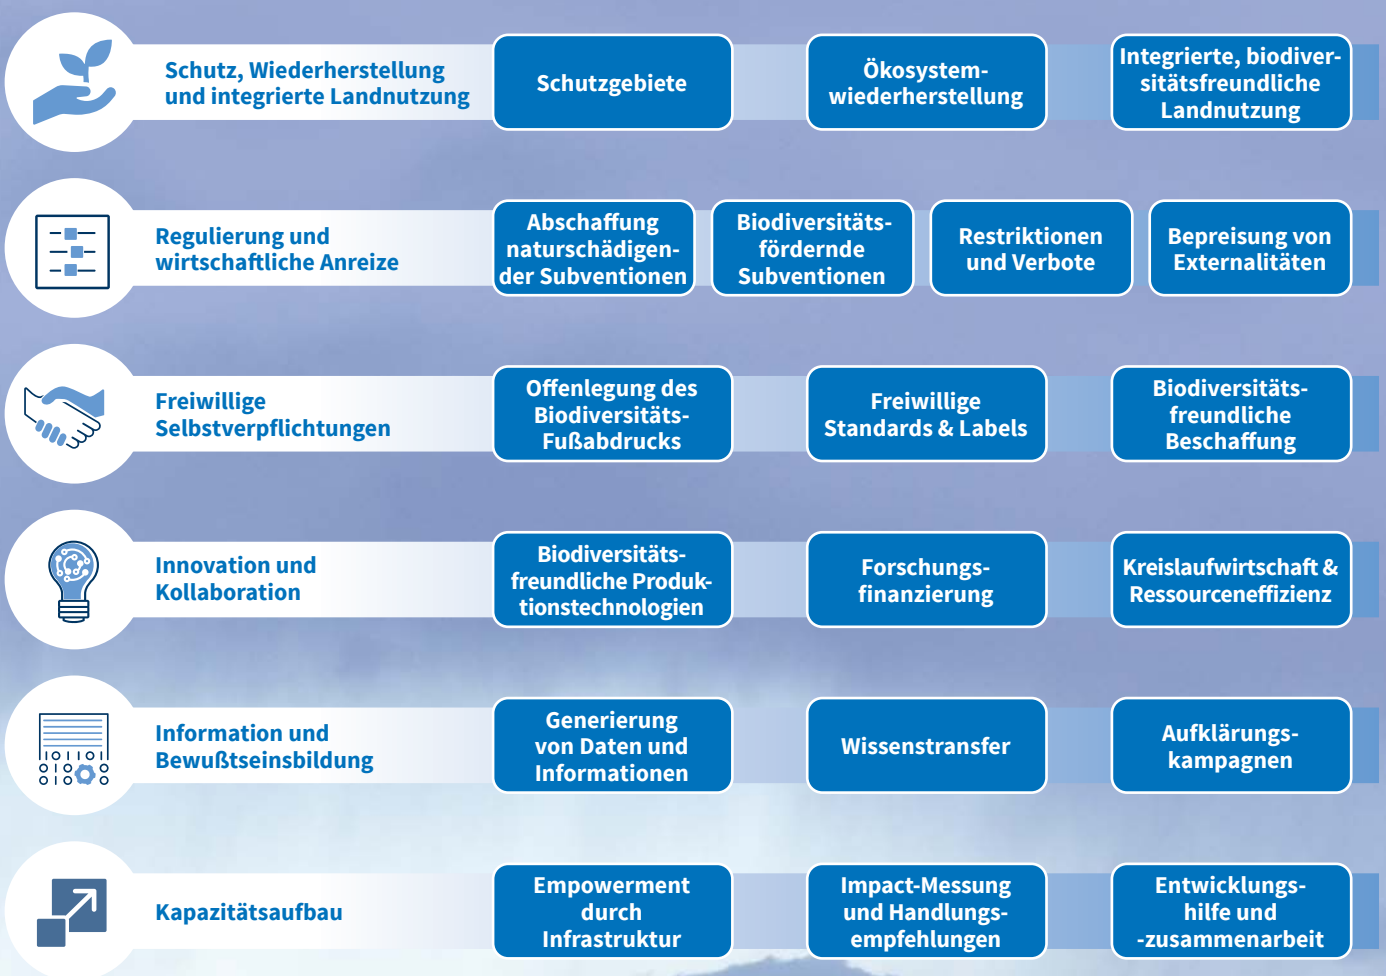 Schutz, Wiederherstellung
und integrierte Landnutzung
Schutzgebiete
Ökosystem-
wiederherstellung
Integrierte, biodiver-
sitätsfreundliche
Landnutzung
Regulierung und
wirtschaftliche Anreize
Abschaffung
naturschädigen-
der Subventionen
Biodiversitäts-
fördernde
Subventionen
Restriktionen
und Verbote
Bepreisung von
Externalitäten
Freiwillige
Selbstverpflichtungen
Offenlegung des
Biodiversitäts-
Fußabdrucks
Freiwillige
Standards & Labels
Biodiversitäts-
freundliche
Beschaffung
Innovation und
Kollaboration
Biodiversitäts-
freundliche Produk-
tionstechnologien
Forschungs-
finanzierung
Kreislaufwirtschaft &
Ressourceneffizienz
Information und
Bewußtseinsbildung
Generierung
von Daten und
Informationen
Wissenstransfer
Aufklärungs-
kampagnen
Kapazitätsaufbau
Empowerment
durch
Infrastruktur
Impact-Messung
und Handlungs-
empfehlungen
Entwicklungs-
hilfe und
-zusammenarbeit